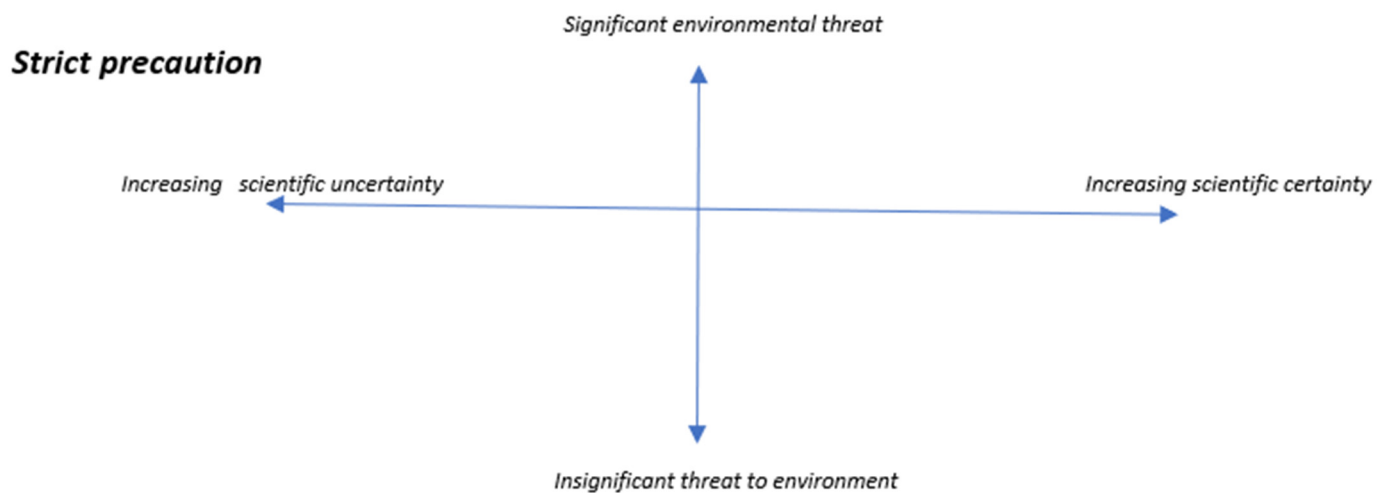 Significant environmental threat
Strict precaution
Increasing scientific uncertainty
Increasing scientific certainty
Insignificant threat to environment